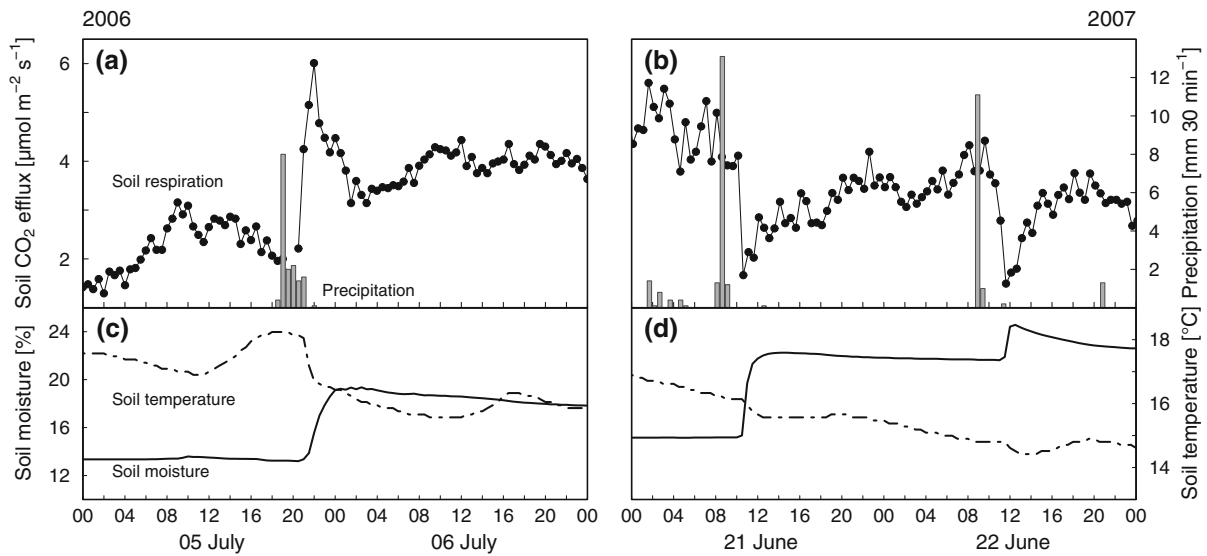 2006
2007
Soil CO2 efflux [µmol m−2 s−1]
6
4
2
(a)
Soil respiration
Precipitation
(b)
12
10
8
6
4
2
Precipitation [mm 30 min−1]
Soil moisture [%]
24
20
16
12
(c)
Soil temperature
Soil moisture
(d)
18
16
14
Soil temperature [°C]
00 04 08 12 16 20 00 04 08 12 16 20 00
00 04 08 12 16 20 00 04 08 12 16 20 00
05 July
06 July
21 June
22 June